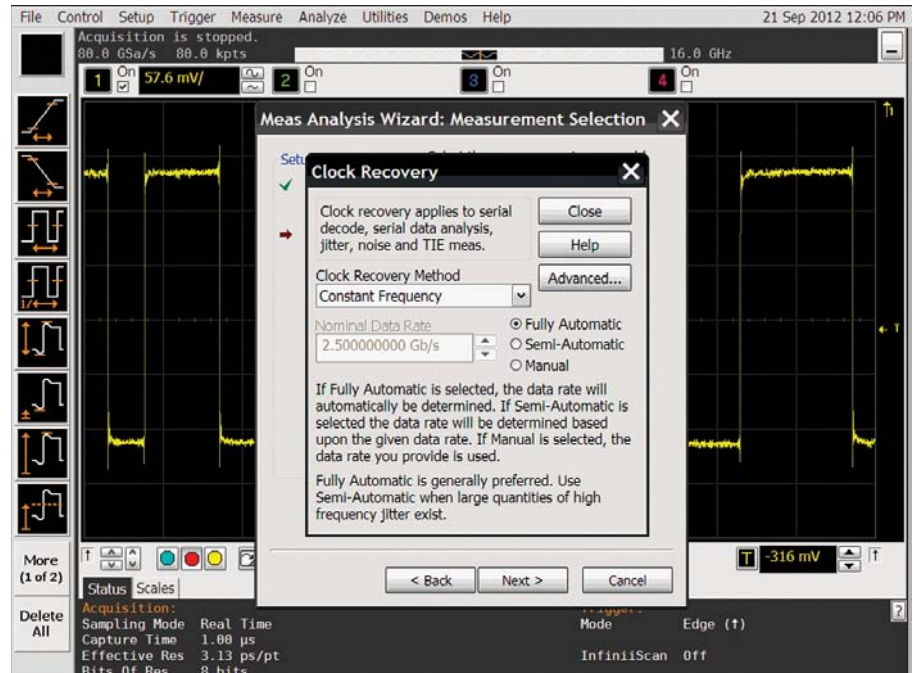 File Control Setup Trigger Measure Analyze Utilities Demos Help 21 Sep 2012 12:06 PM
Acquisition is stopped.
80.0 GSa/s 80.0 kpts 16.0 GHz
1 On 57.6 mV/ 2 On 3 On 4 On
Meas Analysis Wizard: Measurement Selection
Clock Recovery
Clock recovery applies to serial
decode, serial data analysis,
jitter, noise and TIE meas.
Close
Help
Clock Recovery Method
Advanced...
Constant Frequency
Nominal Data Rate
2.500000000 Gb/s
Fully Automatic
Semi-Automatic
Manual
If Fully Automatic is selected, the data rate will
automatically be determined. If Semi-Automatic is
selected the data rate will be determined based
upon the given data rate. If Manual is selected, the
data rate you provide is used.
Fully Automatic is generally preferred. Use
Semi-Automatic when large quantities of high
frequency jitter exist.
< Back Next > Cancel
T -316 mV
More
(1 of 2)
Delete
All
Status Scales
Acquisition:
Sampling Mode Real Time
Capture Time 1.00 µs
Effective Res 3.13 ps/pt
Bits Of Res 8 bits
Mode Edge (↑)
InfiniiScan Off